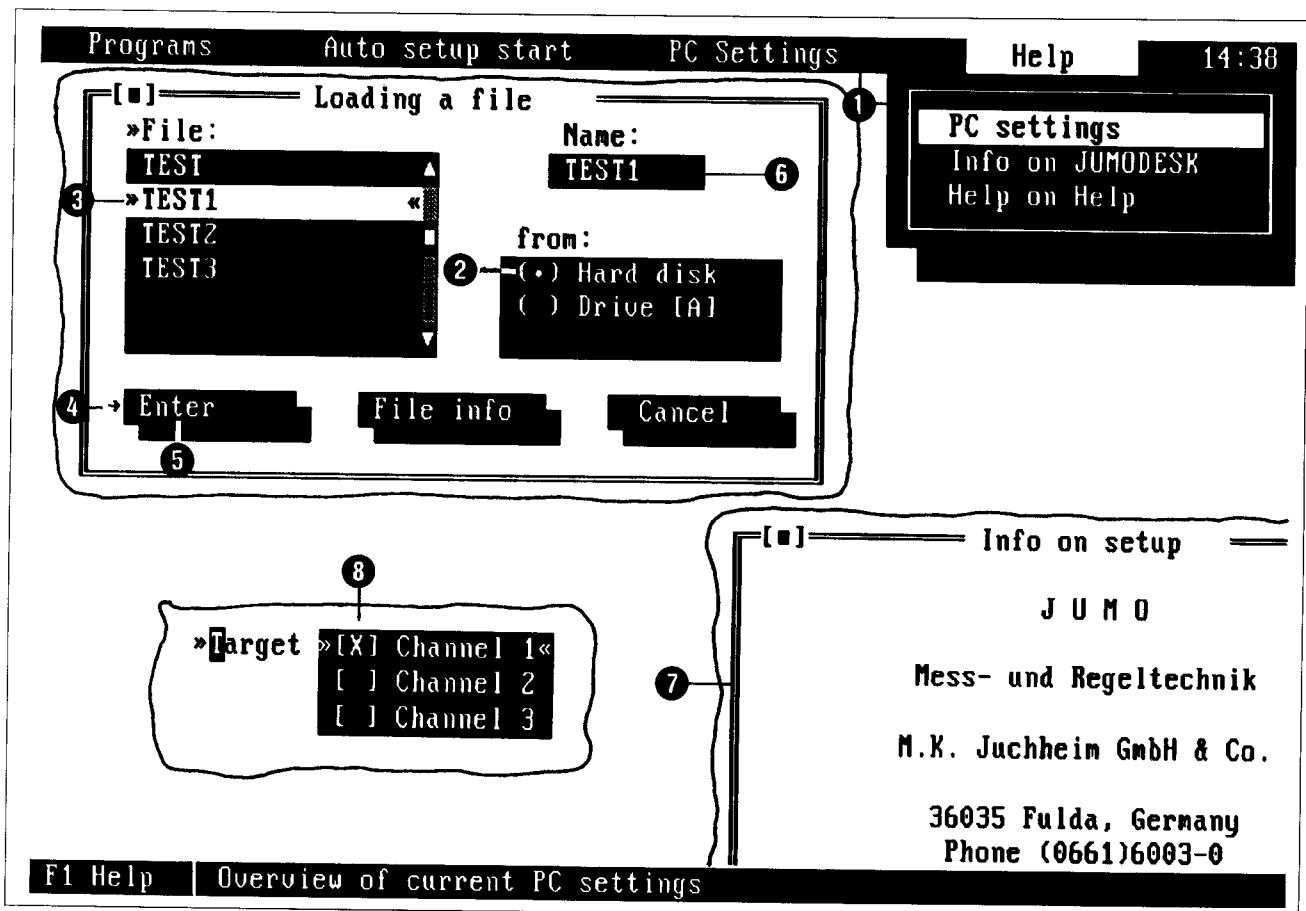 Programs Auto setup start PC Settings Help 14:38
[■] Loading a file
»File:
TEST
»TEST1 «
TEST2
TEST3
Name:
TEST1
from:
(•) Hard disk
( ) Drive [A]
→ Enter File info Cancel
PC settings
Info on JUMODESK
Help on Help
1
2
3
4
5
6
»Target »[X] Channel 1«
[ ] Channel 2
[ ] Channel 3
8
7
[■] Info on setup
J U M O
Mess- und Regeltechnik
M.K. Juchheim GmbH & Co.
36035 Fulda, Germany
Phone (0661)6003-0
F1 Help Overview of current PC settings